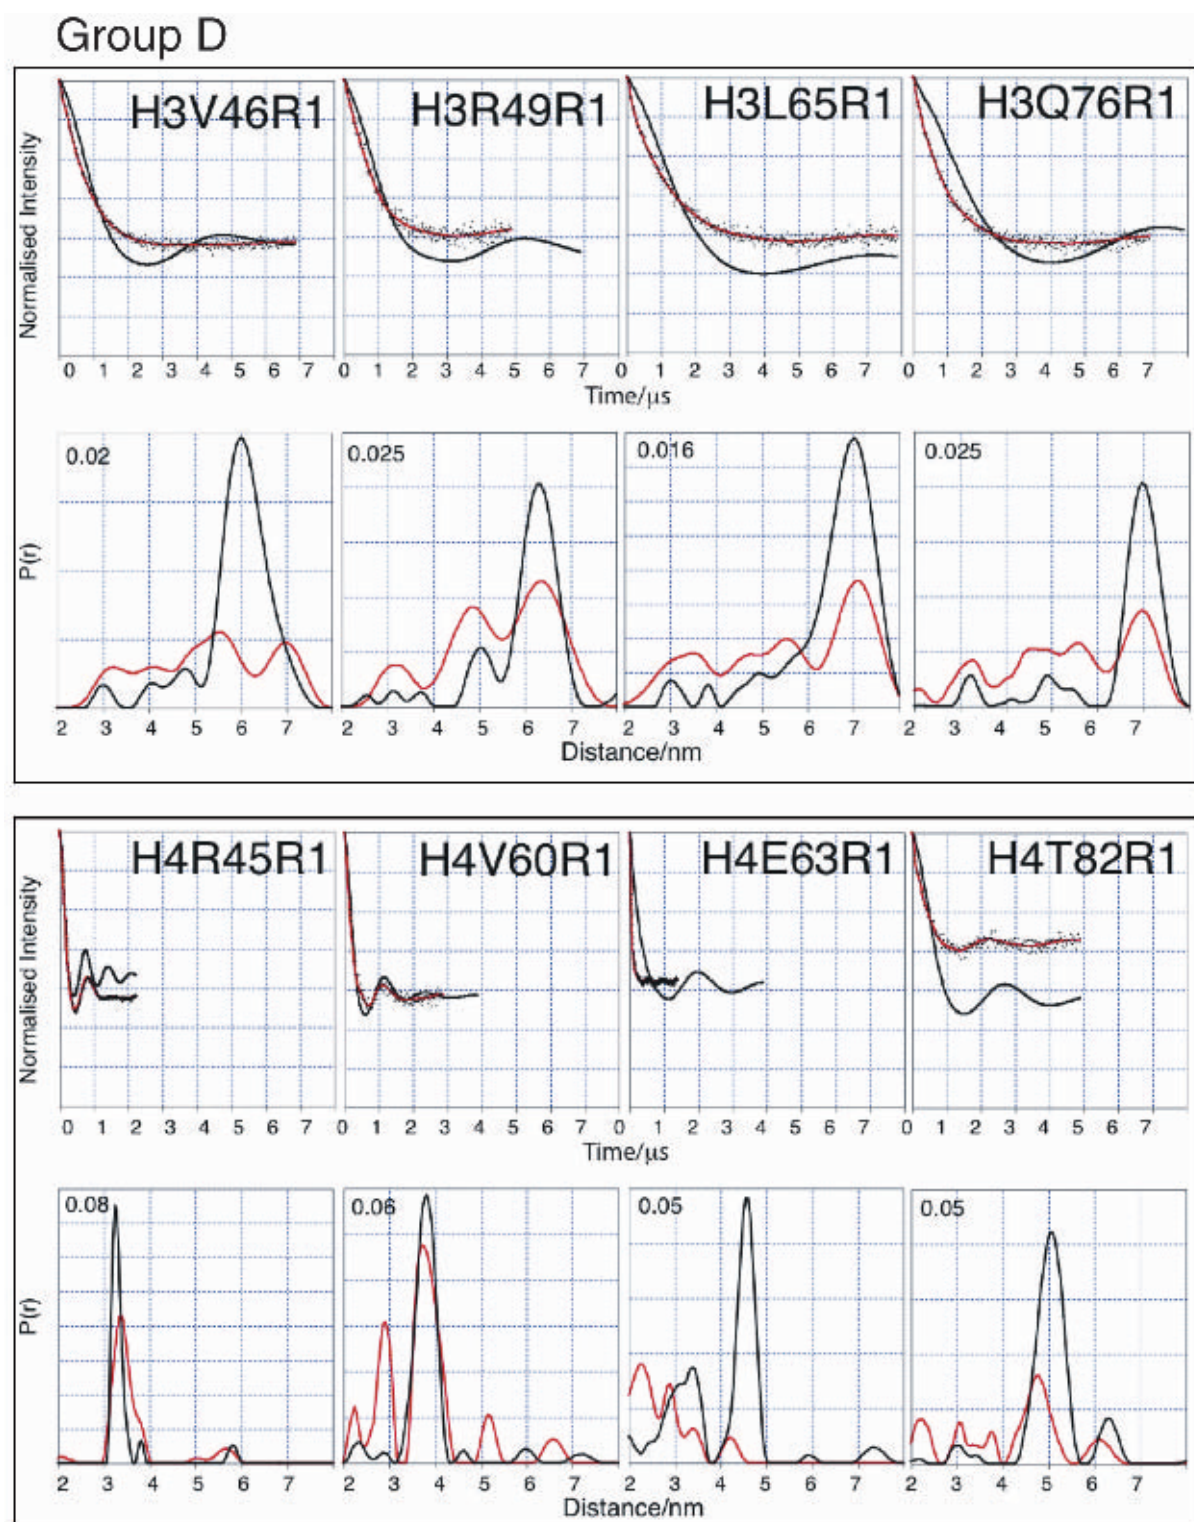 Group D
H3V46R1 H3R49R1 H3L65R1 H3Q76R1
Normalised Intensity
0 1 2 3 4 5 6 7 0 1 2 3 4 5 6 7 0 1 2 3 4 5 6 7 0 1 2 3 4 5 6 7
Time/µs
0.02 0.025 0.016 0.025
P(r)
2 3 4 5 6 7 2 3 4 5 6 7 2 3 4 5 6 7 2 3 4 5 6 7
Distance/nm
H4R45R1 H4V60R1 H4E63R1 H4T82R1
Normalised Intensity
0 1 2 3 4 5 6 7 0 1 2 3 4 5 6 7 0 1 2 3 4 5 6 7 0 1 2 3 4 5 6 7
Time/µs
0.08 0.06 0.05 0.05
P(r)
2 3 4 5 6 7 2 3 4 5 6 7 2 3 4 5 6 7 2 3 4 5 6 7
Distance/nm